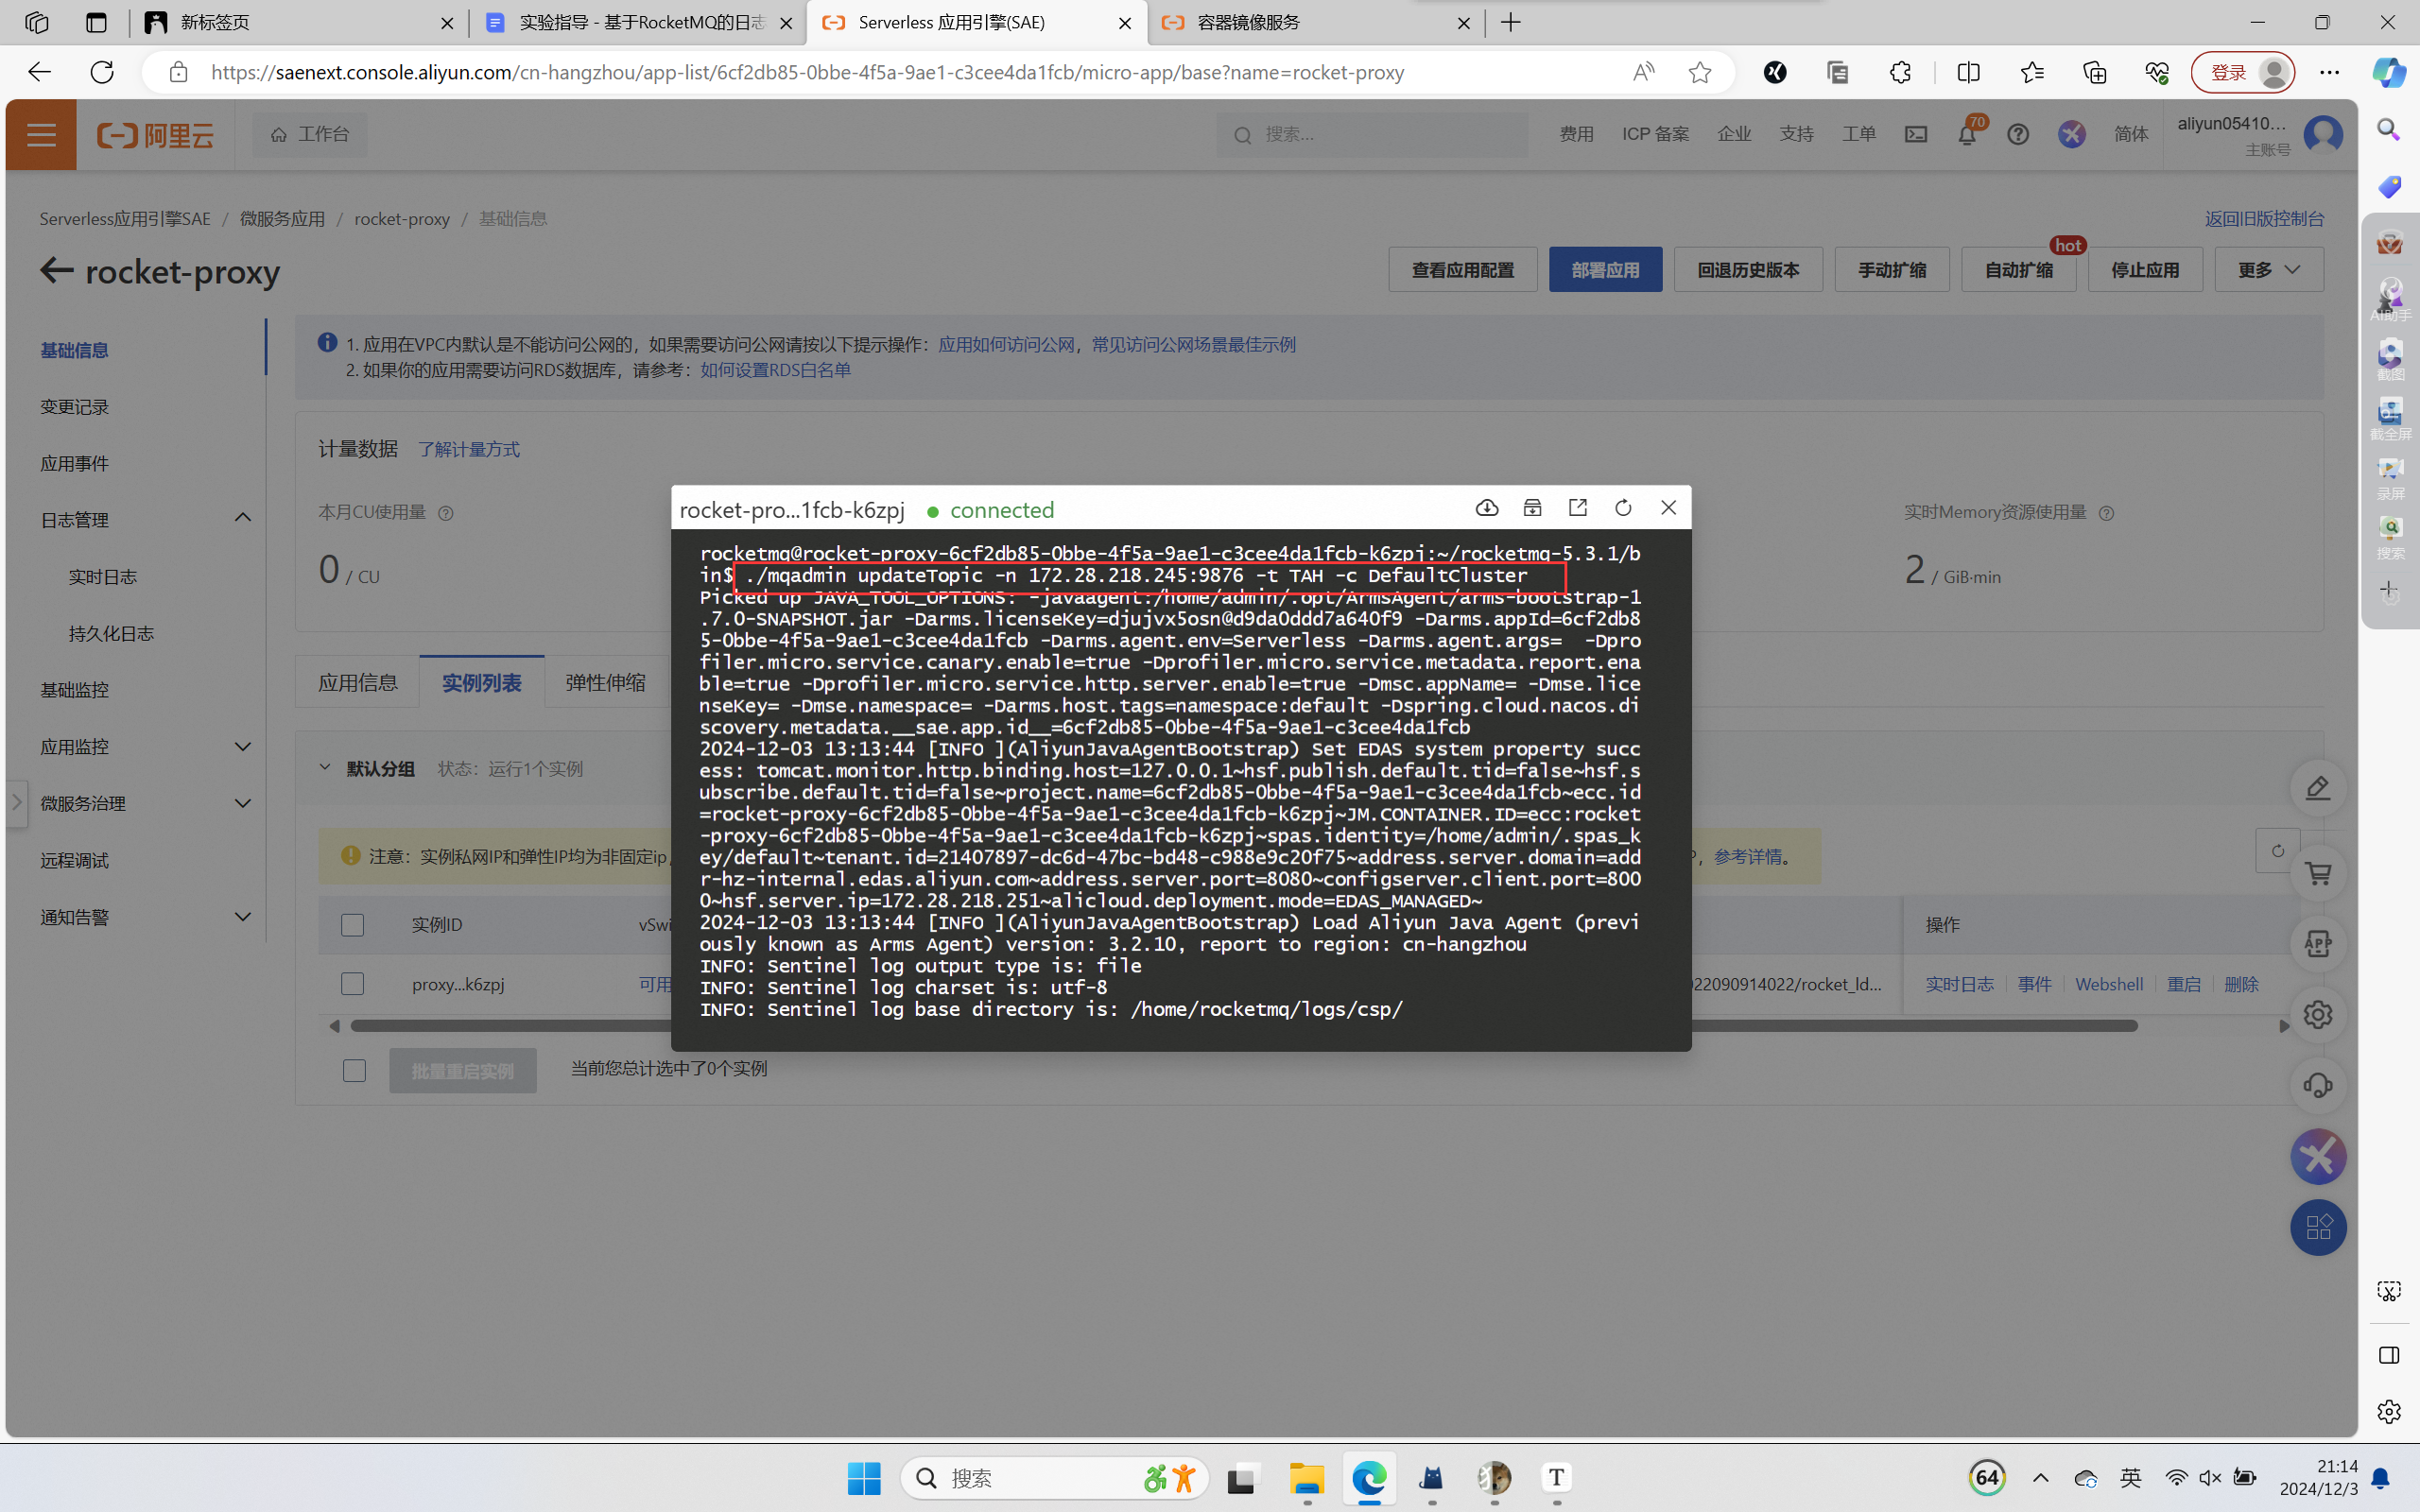 新标签页
实验指导 - 基于RocketMQ的日志
Serverless 应用引擎(SAE)
容器镜像服务
https://saenext.console.aliyun.com/cn-hangzhou/app-list/6cf2db85-0bbe-4f5a-9ae1-c3cee4da1fcb/micro-app/base?name=rocket-proxy
登录
阿里云
工作台
搜索...
费用
ICP 备案
企业
支持
工单
70
简体
aliyun05410...
主账号
Serverless应用引擎SAE / 微服务应用 / rocket-proxy / 基础信息
返回旧版控制台
rocket-proxy
查看应用配置
部署应用
回退历史版本
手动扩缩
自动扩缩
hot
停止应用
更多
基础信息
变更记录
应用事件
日志管理
实时日志
持久化日志
基础监控
应用监控
微服务治理
远程调试
通知告警
1. 应用在VPC内默认是不能访问公网的，如果需要访问公网请按以下提示操作：应用如何访问公网，常见访问公网场景最佳示例
2. 如果你的应用需要访问RDS数据库，请参考：如何设置RDS白名单
计量数据 了解计量方式
本月CU使用量
0 / CU
实时Memory资源使用量
2 / GiB·min
应用信息
实例列表
弹性伸缩
默认分组 状态：运行1个实例
注意：实例私网IP和弹性IP均为非固定ip，
，参考详情。
实例ID
vSwi
操作
proxy...k6zpj
可用
022090914022/rocket_ld...
实时日志 事件 Webshell 重启 删除
批量重启实例
当前您总计选中了0个实例
rocket-pro...1fcb-k6zpj
connected
rocketmq@rocket-proxy-6cf2db85-0bbe-4f5a-9ae1-c3cee4da1fcb-k6zpj:~/rocketmq-5.3.1/b
in$ ./mqadmin updateTopic -n 172.28.218.245:9876 -t TAH -c DefaultCluster
Picked up JAVA_TOOL_OPTIONS: -javaagent:/home/admin/.opt/ArmsAgent/arms-bootstrap-1
.7.0-SNAPSHOT.jar -Darms.licenseKey=djujvx5osn@d9da0ddd7a640f9 -Darms.appId=6cf2db8
5-0bbe-4f5a-9ae1-c3cee4da1fcb -Darms.agent.env=Serverless -Darms.agent.args=  -Dpro
filer.micro.service.canary.enable=true -Dprofiler.micro.service.metadata.report.ena
ble=true -Dprofiler.micro.service.http.server.enable=true -Dmsc.appName= -Dmse.lice
nseKey= -Dmse.namespace= -Darms.host.tags=namespace:default -Dspring.cloud.nacos.di
scovery.metadata.__sae.app.id__=6cf2db85-0bbe-4f5a-9ae1-c3cee4da1fcb
2024-12-03 13:13:44 [INFO ](AliyunJavaAgentBootstrap) Set EDAS system property succ
ess: tomcat.monitor.http.binding.host=127.0.0.1~hsf.publish.default.tid=false~hsf.s
ubscribe.default.tid=false~project.name=6cf2db85-0bbe-4f5a-9ae1-c3cee4da1fcb~ecc.id
=rocket-proxy-6cf2db85-0bbe-4f5a-9ae1-c3cee4da1fcb-k6zpj~JM.CONTAINER.ID=ecc:rocket
-proxy-6cf2db85-0bbe-4f5a-9ae1-c3cee4da1fcb-k6zpj~spas.identity=/home/admin/.spas_k
ey/default~tenant.id=21407897-dc6d-47bc-bd48-c988e9c20f75~address.server.domain=add
r-hz-internal.edas.aliyun.com~address.server.port=8080~configserver.client.port=800
0~hsf.server.ip=172.28.218.251~alicloud.deployment.mode=EDAS_MANAGED~
2024-12-03 13:13:44 [INFO ](AliyunJavaAgentBootstrap) Load Aliyun Java Agent (previ
ously known as Arms Agent) version: 3.2.10, report to region: cn-hangzhou
INFO: Sentinel log output type is: file
INFO: Sentinel log charset is: utf-8
INFO: Sentinel log base directory is: /home/rocketmq/logs/csp/
AI助手
截图
截全屏
录屏
搜索
APP
搜索
T
64
英
21:14
2024/12/3